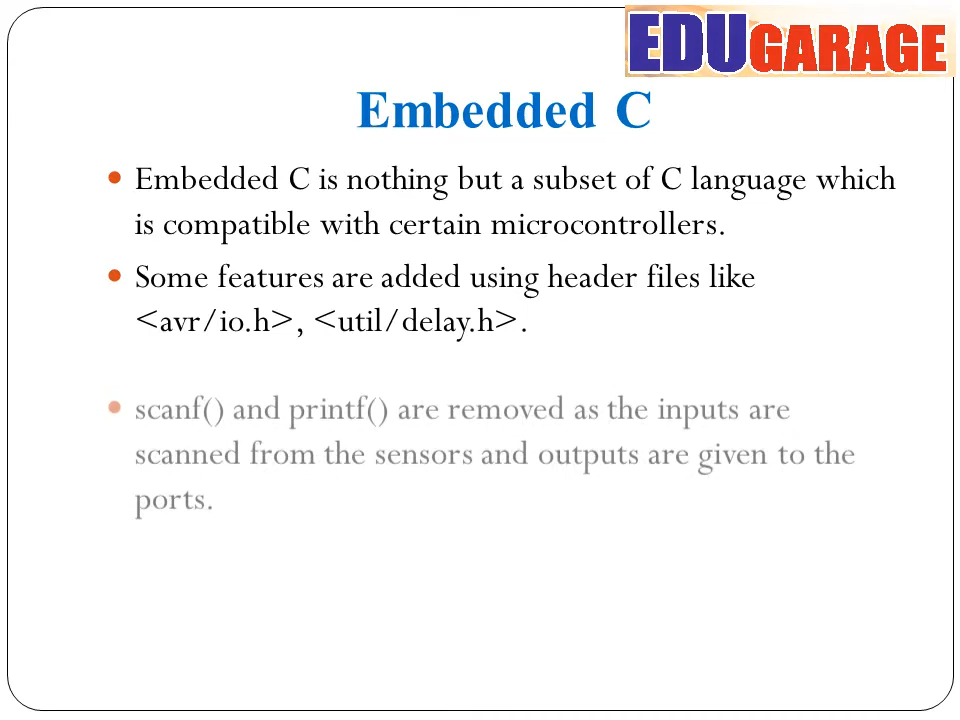 EDUGARAGE
Embedded C
• Embedded C is nothing but a subset of C language which
is compatible with certain microcontrollers.
• Some features are added using header files like
<avr/io.h>, <util/delay.h>.
• scanf() and printf() are removed as the inputs are
scanned from the sensors and outputs are given to the
ports.